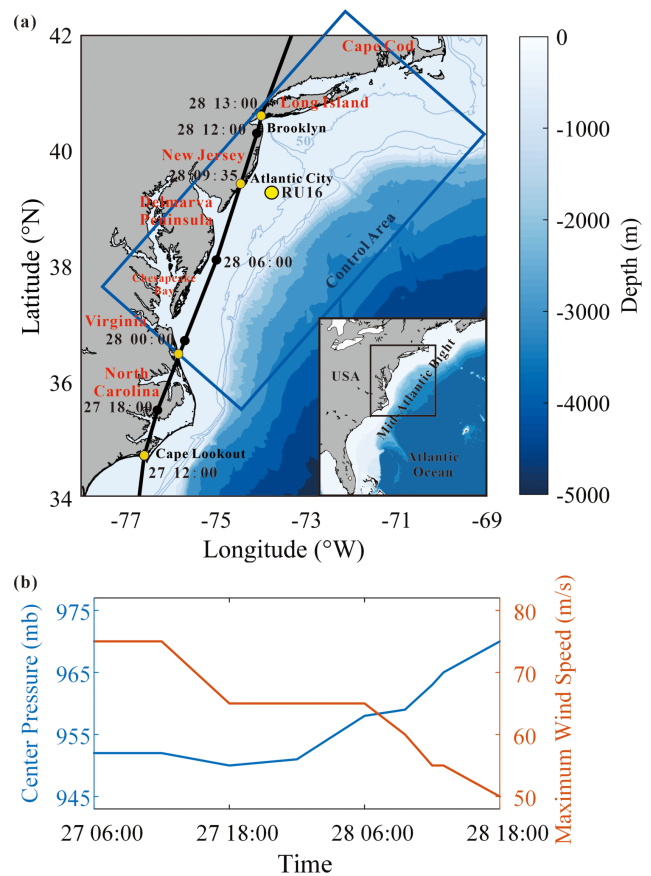 (a)
42
40
38
36
34
Latitude (°N)
-77
-75
-73
-71
-69
Longitude (°W)
Cape Cod
28 13:00
Long Island
28 12:00
Brooklyn
50
New Jersey
28 09:35
Atlantic City
RU16
Delmarva
Peninsula
28 06:00
Control Area
Chesapeake
Bay
Virginia
28 00:00
North
Carolina
27 18:00
Cape Lookout
27 12:00
USA
Mid-Atlantic Bight
Atlantic
Ocean
0
-1000
-2000
-3000
-4000
-5000
Depth (m)
(b)
975
965
955
945
Center Pressure (mb)
80
70
60
50
Maximum Wind Speed (m/s)
27 06:00
27 18:00
28 06:00
28 18:00
Time